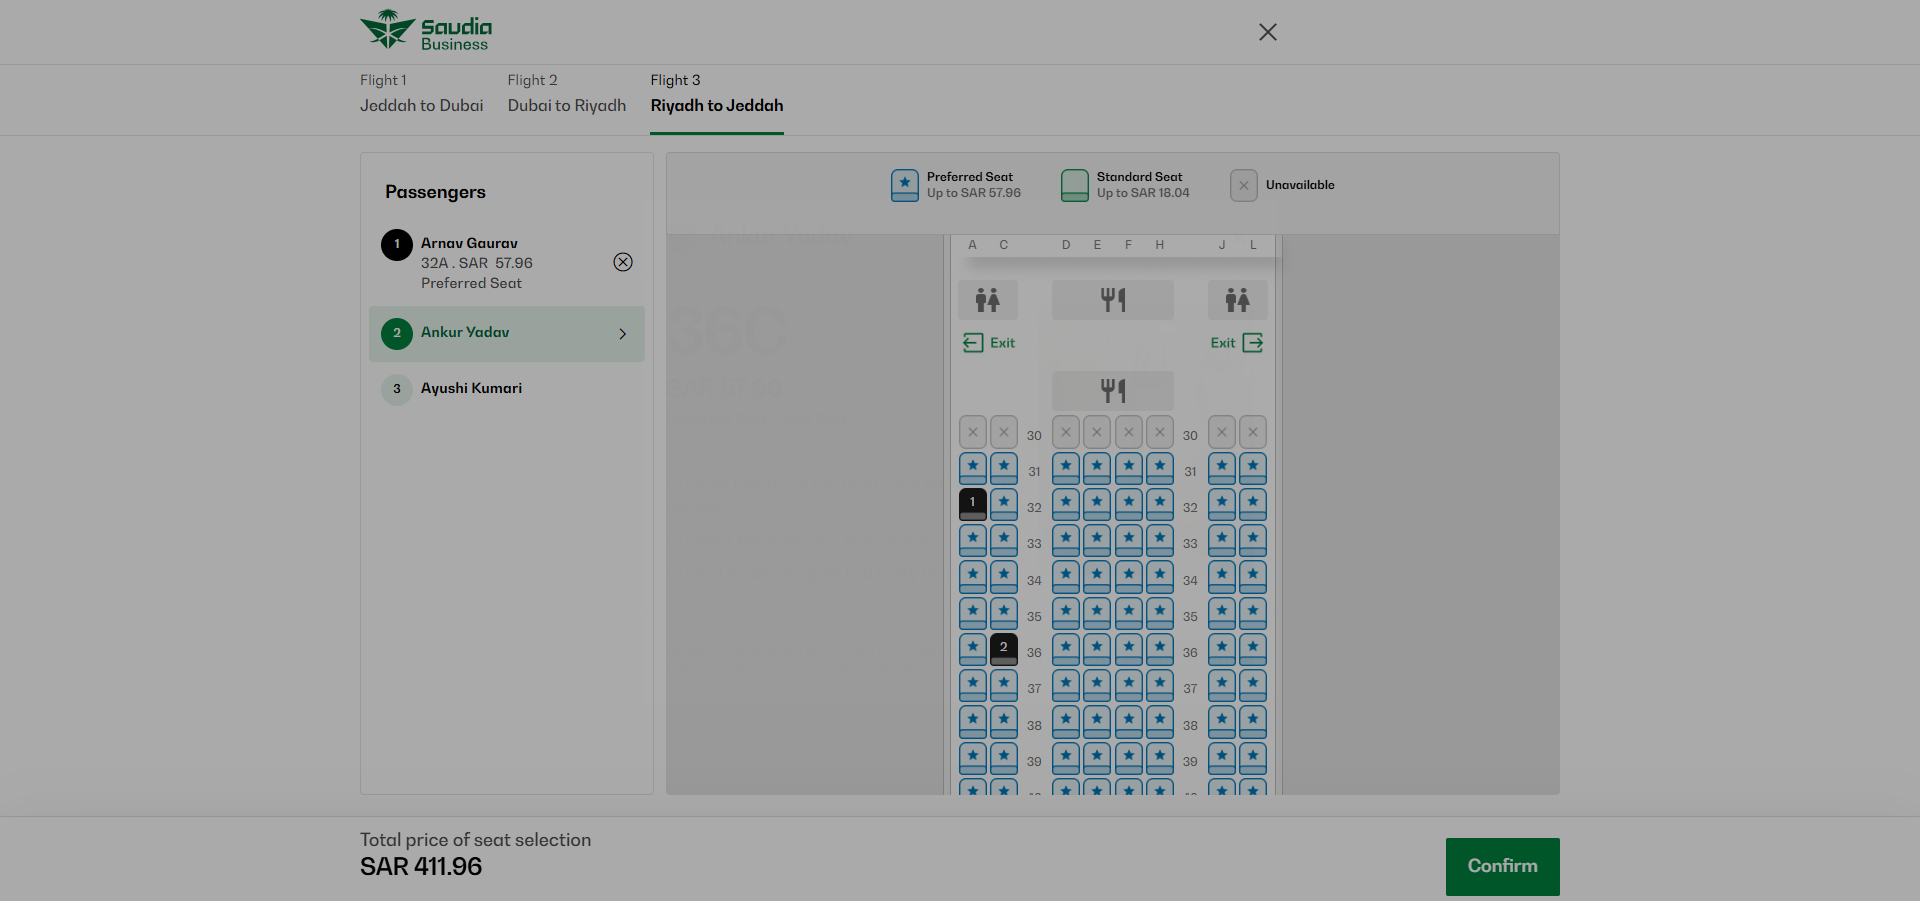 Saudia
Business
Flight 1
Jeddah to Dubai
Flight 2
Dubai to Riyadh
Flight 3
Riyadh to Jeddah
Passengers
1
Arnav Gaurav
32A . SAR 57.96
Preferred Seat
2
Ankur Yadav
3
Ayushi Kumari
Preferred Seat
Up to SAR 57.96
Standard Seat
Up to SAR 18.04
Unavailable
A C D E F H J L
Exit Exit
30 30
31 31
1 32 32
33 33
34 34
35 35
2 36 36
37 37
38 38
39 39
36C
Total price of seat selection
SAR 411.96
Confirm